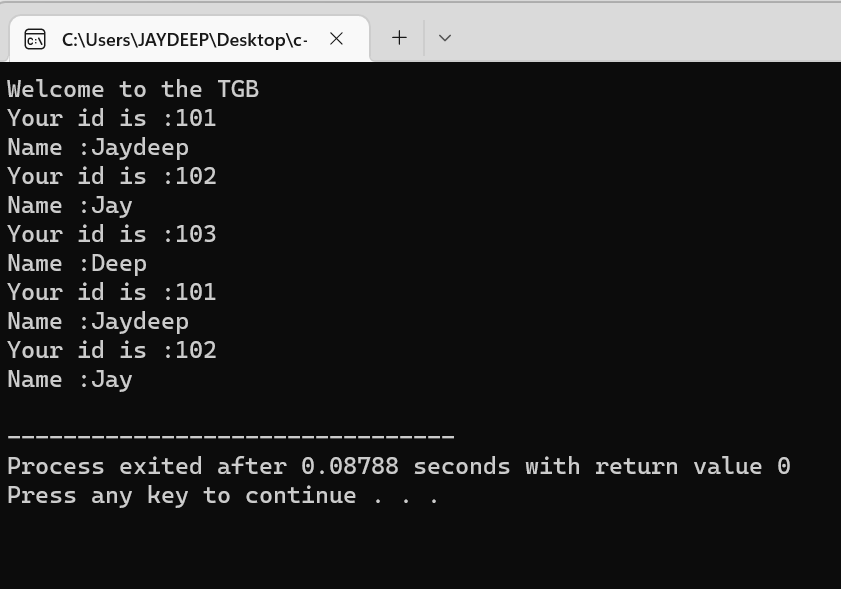 C:\Users\JAYDEEP\Desktop\c-
Welcome to the TGB
Your id is :101
Name :Jaydeep
Your id is :102
Name :Jay
Your id is :103
Name :Deep
Your id is :101
Name :Jaydeep
Your id is :102
Name :Jay
--------------------------------
Process exited after 0.08788 seconds with return value 0
Press any key to continue . . .